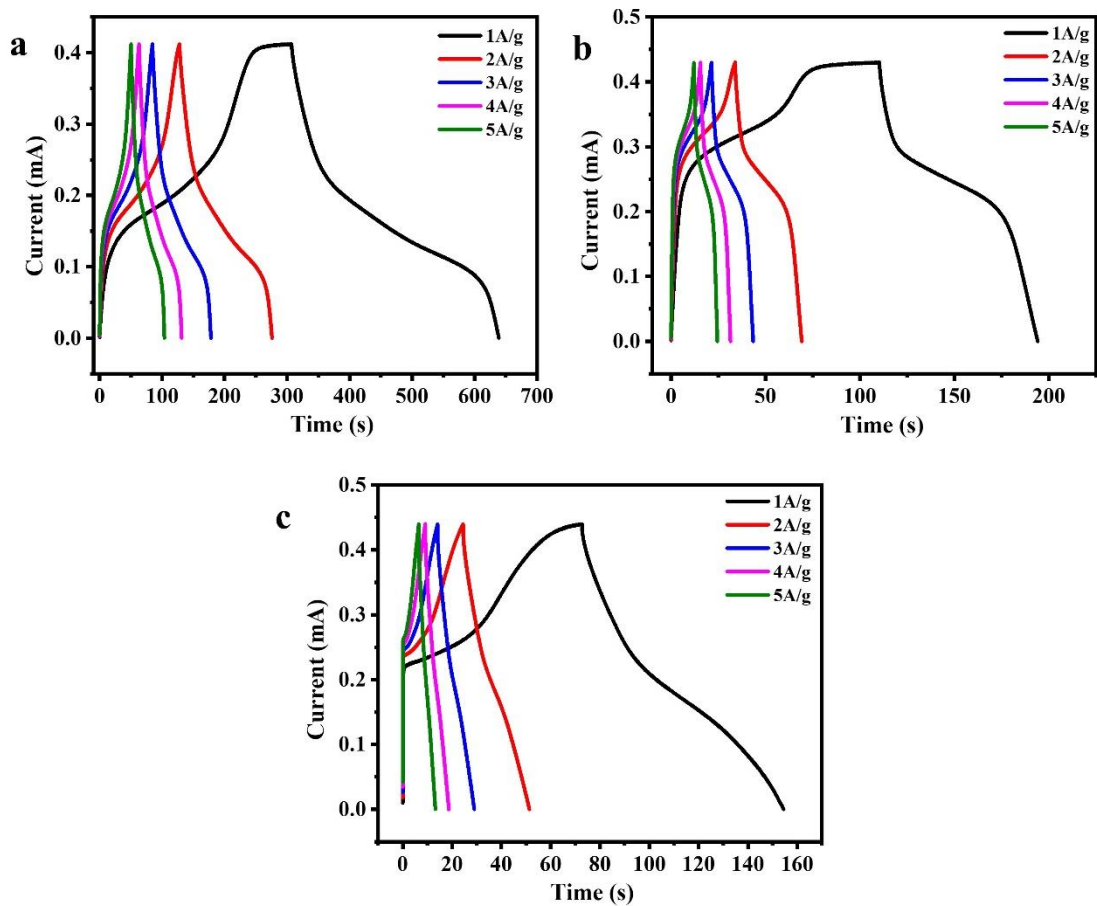 a
1A/g
2A/g
3A/g
4A/g
5A/g
Current (mA)
0.4
0.3
0.2
0.1
0.0
0 100 200 300 400 500 600 700
Time (s)
b
1A/g
2A/g
3A/g
4A/g
5A/g
Current (mA)
0.5
0.4
0.3
0.2
0.1
0.0
0 50 100 150 200
Time (s)
c
1A/g
2A/g
3A/g
4A/g
5A/g
Current (mA)
0.5
0.4
0.3
0.2
0.1
0.0
0 20 40 60 80 100 120 140 160
Time (s)